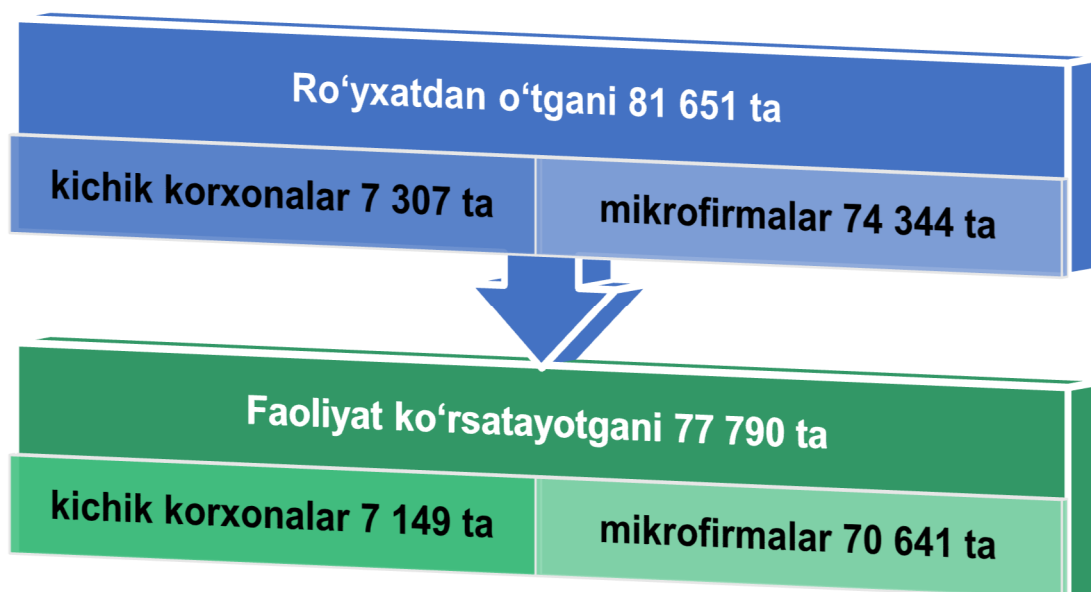 Ro‘yxatdan o‘tgani 81 651 ta
kichik korxonalar 7 307 ta
mikrofirmalar 74 344 ta
Faoliyat ko‘rsatayotgani 77 790 ta
kichik korxonalar 7 149 ta
mikrofirmalar 70 641 ta